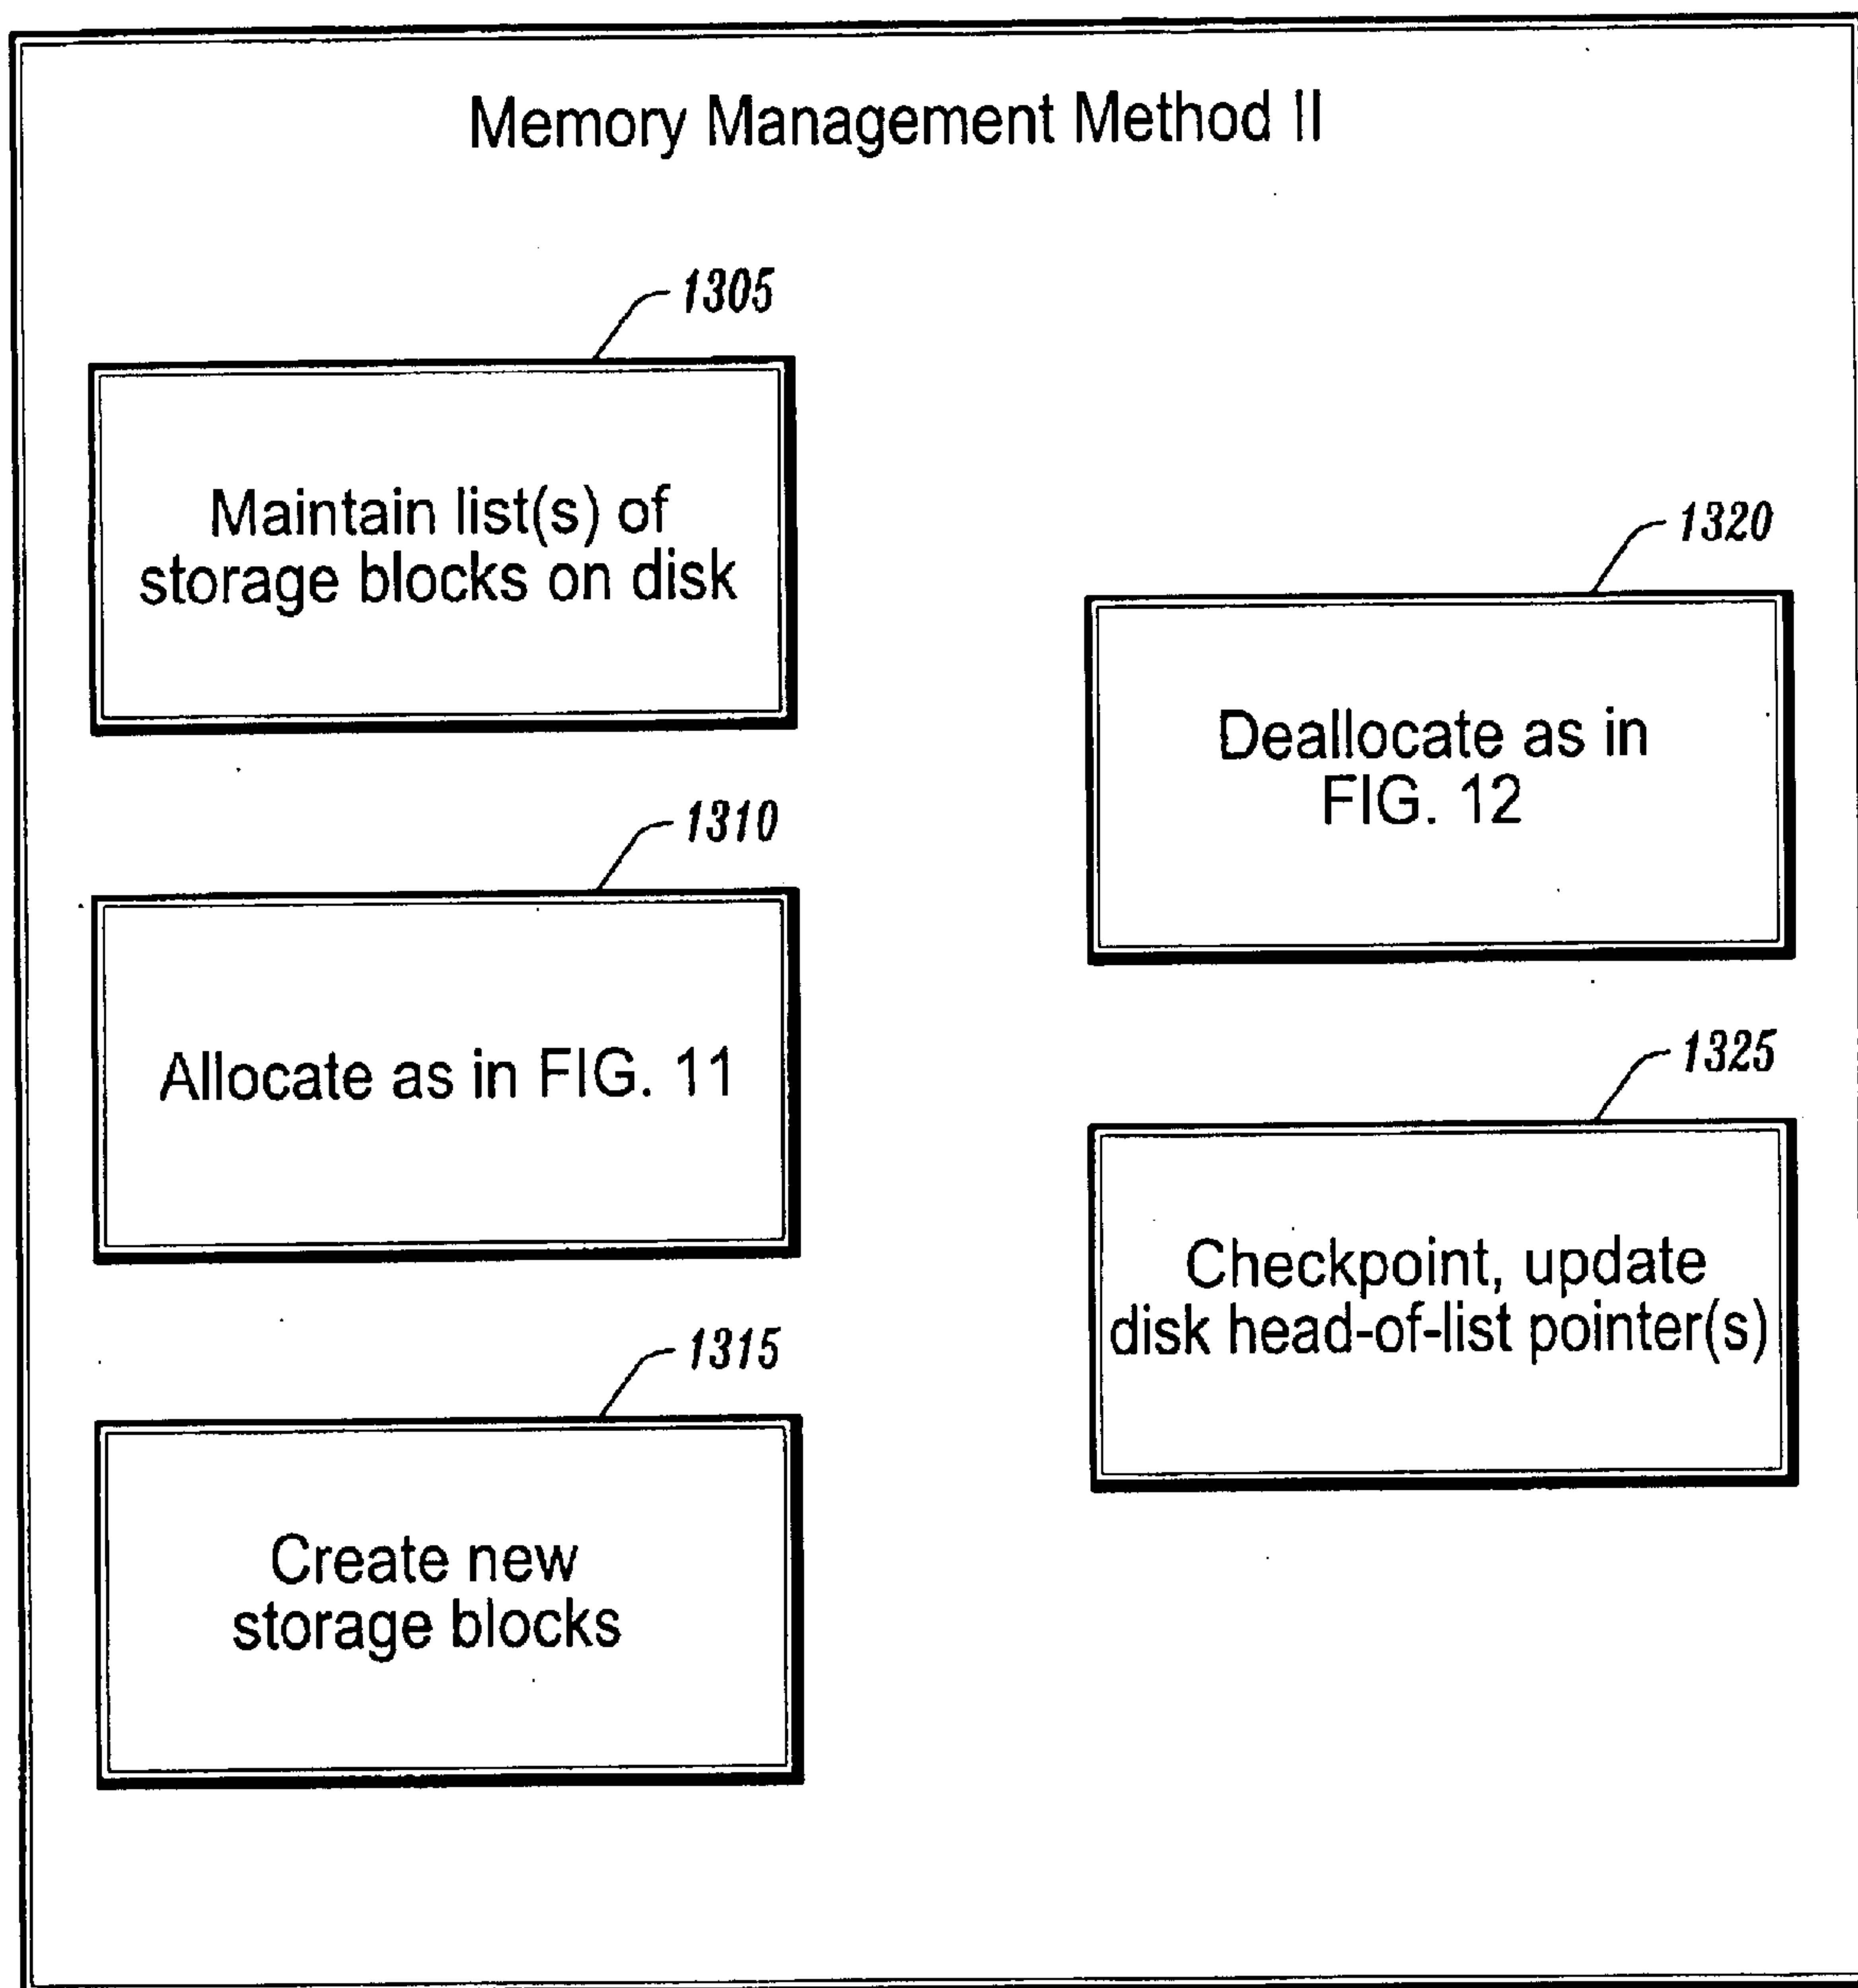 Memory Management Method II
1305
Maintain list(s) of
storage blocks on disk
1310
Allocate as in FIG. 11
1315
Create new
storage blocks
1320
Deallocate as in
FIG. 12
1325
Checkpoint, update
disk head-of-list pointer(s)